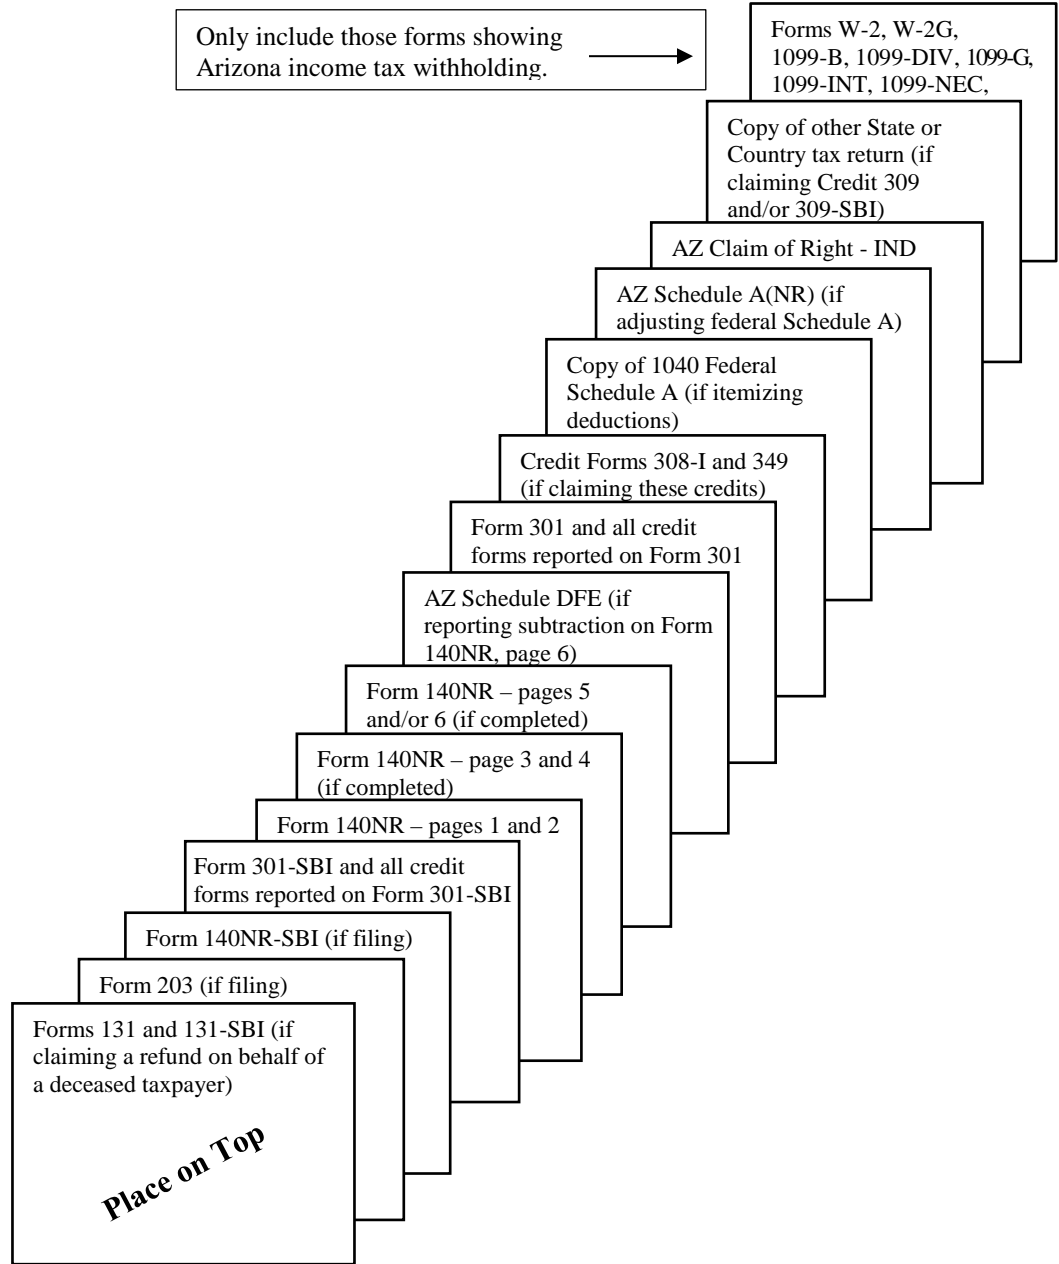 Only include those forms showing
Arizona income tax withholding.
Forms W-2, W-2G,
1099-B, 1099-DIV, 1099-G,
1099-INT, 1099-NEC,
Copy of other State or
Country tax return (if
claiming Credit 309
and/or 309-SBI)
AZ Claim of Right - IND
AZ Schedule A(NR) (if
adjusting federal Schedule A)
Copy of 1040 Federal
Schedule A (if itemizing
deductions)
Credit Forms 308-I and 349
(if claiming these credits)
Form 301 and all credit
forms reported on Form 301
AZ Schedule DFE (if
reporting subtraction on Form
140NR, page 6)
Form 140NR – pages 5
and/or 6 (if completed)
Form 140NR – page 3 and 4
(if completed)
Form 140NR – pages 1 and 2
Form 301-SBI and all credit
forms reported on Form 301-SBI
Form 140NR-SBI (if filing)
Form 203 (if filing)
Forms 131 and 131-SBI (if
claiming a refund on behalf of
a deceased taxpayer)
Place on Top